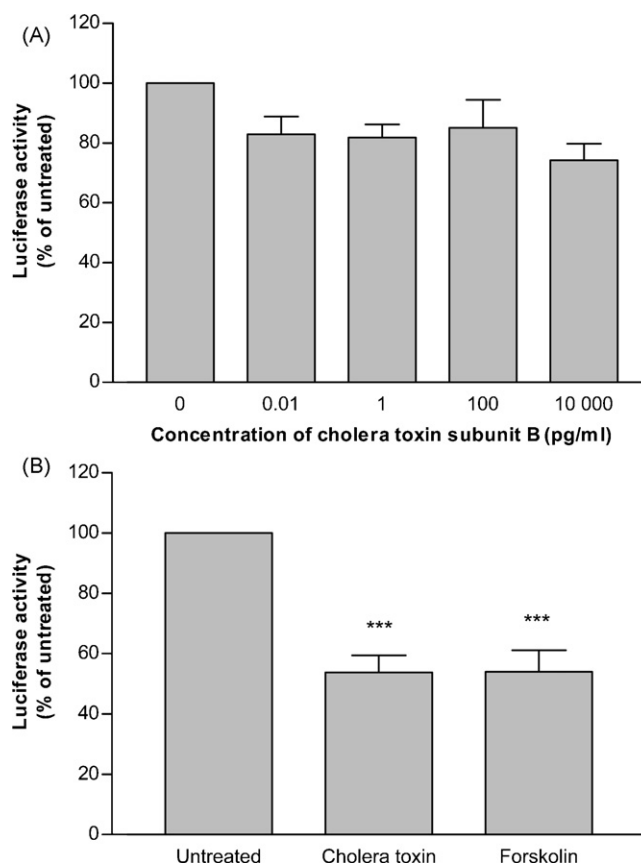 (A)
120
100
80
60
40
20
0
Luciferase activity
(% of untreated)
0 0.01 1 100 10 000
Concentration of cholera toxin subunit B (pg/ml)
(B)
120
100
80
60
40
20
0
Luciferase activity
(% of untreated)
*** ***
Untreated Cholera toxin Forskolin